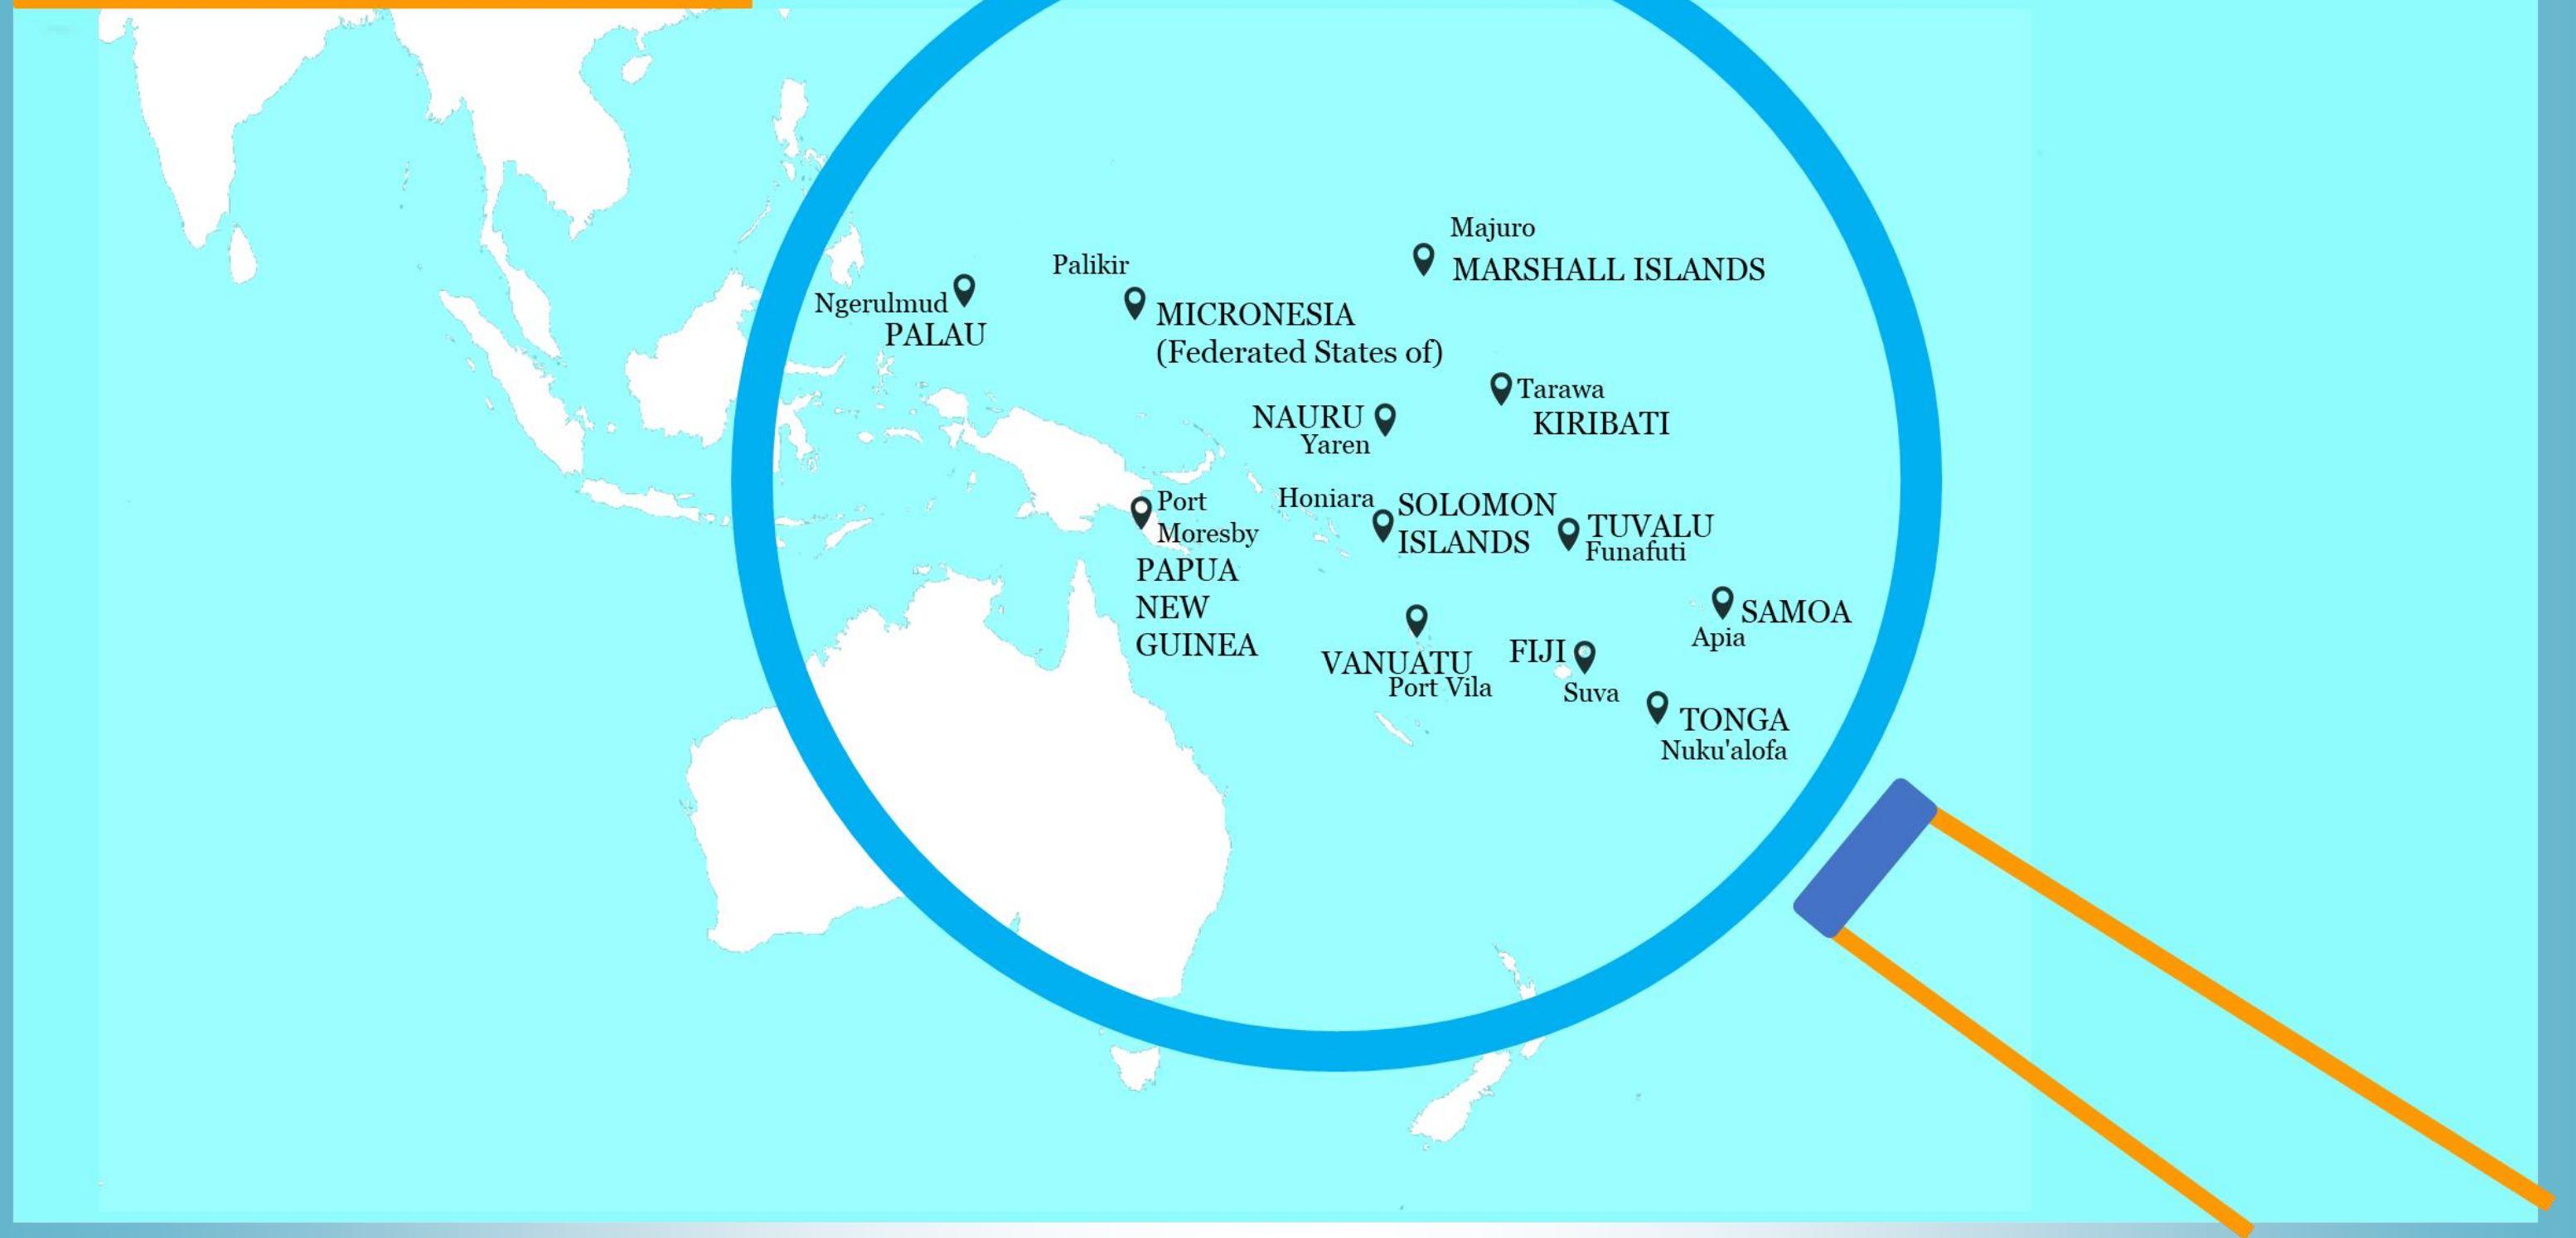 Majuro
MARSHALL ISLANDS
Palikir
MICRONESIA
(Federated States of)
Ngerulmud
PALAU
Tarawa
KIRIBATI
NAURU
Yaren
Port
Moresby
PAPUA
NEW
GUINEA
Honiara
SOLOMON
ISLANDS
TUVALU
Funafuti
SAMOA
Apia
VANUATU
Port Vila
FIJI
Suva
TONGA
Nuku'alofa